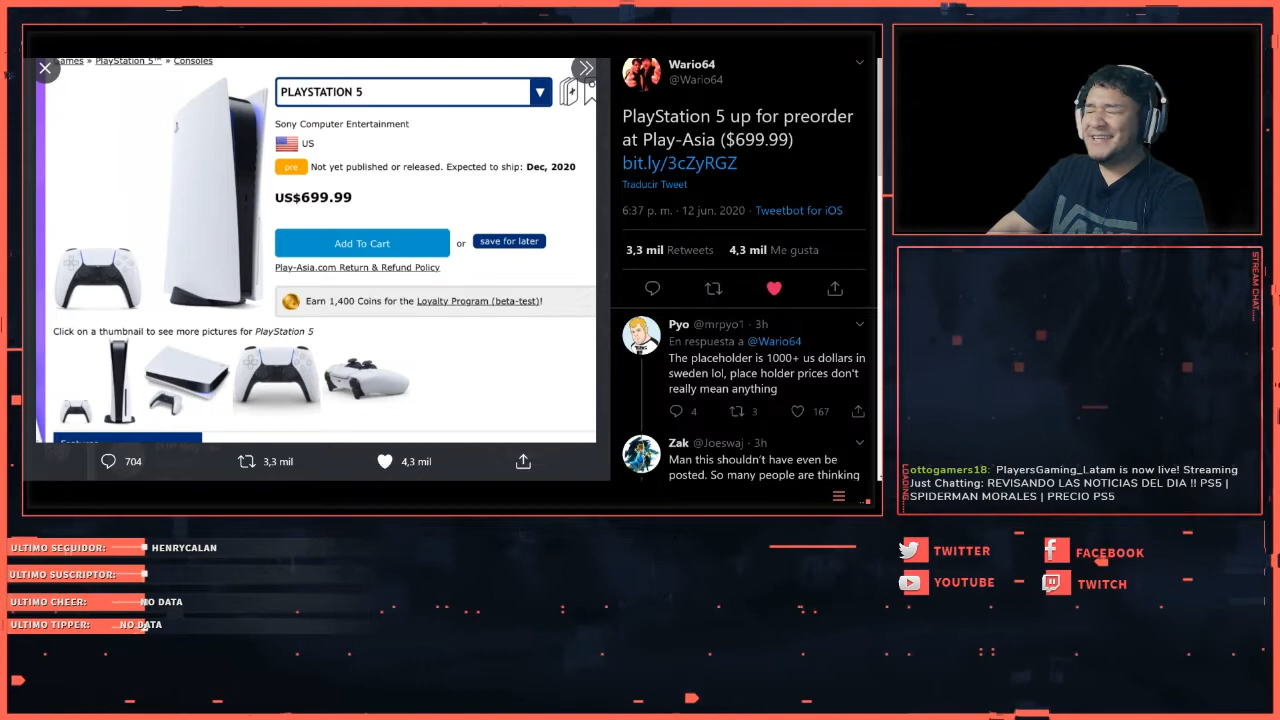 ames » PlayStation 5™ » Consoles
PLAYSTATION 5
Sony Computer Entertainment
US
pre Not yet published or released. Expected to ship: Dec, 2020
US$699.99
Add To Cart or save for later
Play-Asia.com Return & Refund Policy
Earn 1,400 Coins for the Loyalty Program (beta-test)!
Click on a thumbnail to see more pictures for PlayStation 5
704 3,3 mil 4,3 mil
Wario64
@Wario64
PlayStation 5 up for preorder
at Play-Asia ($699.99)
bit.ly/3cZyRGZ
Traducir Tweet
6:37 p. m. · 12 jun. 2020 · Tweetbot for iOS
3,3 mil Retweets 4,3 mil Me gusta
Pyo @mrpyo1 · 3h
En respuesta a @Wario64
The placeholder is 1000+ us dollars in
sweden lol, place holder prices don't
really mean anything
4 3 167
Zak @Joeswaj · 3h
Man this shouldn't have even be
posted. So many people are thinking
STREAM CHAT....
ottogamers18: PlayersGaming_Latam is now live! Streaming
Just Chatting: REVISANDO LAS NOTICIAS DEL DIA !! PS5 |
SPIDERMAN MORALES | PRECIO PS5
ULTIMO SEGUIDOR: HENRYCALAN
ULTIMO SUSCRIPTOR:
ULTIMO CHEER: NO DATA
ULTIMO TIPPER: NO DATA
TWITTER FACEBOOK
YOUTUBE TWITCH